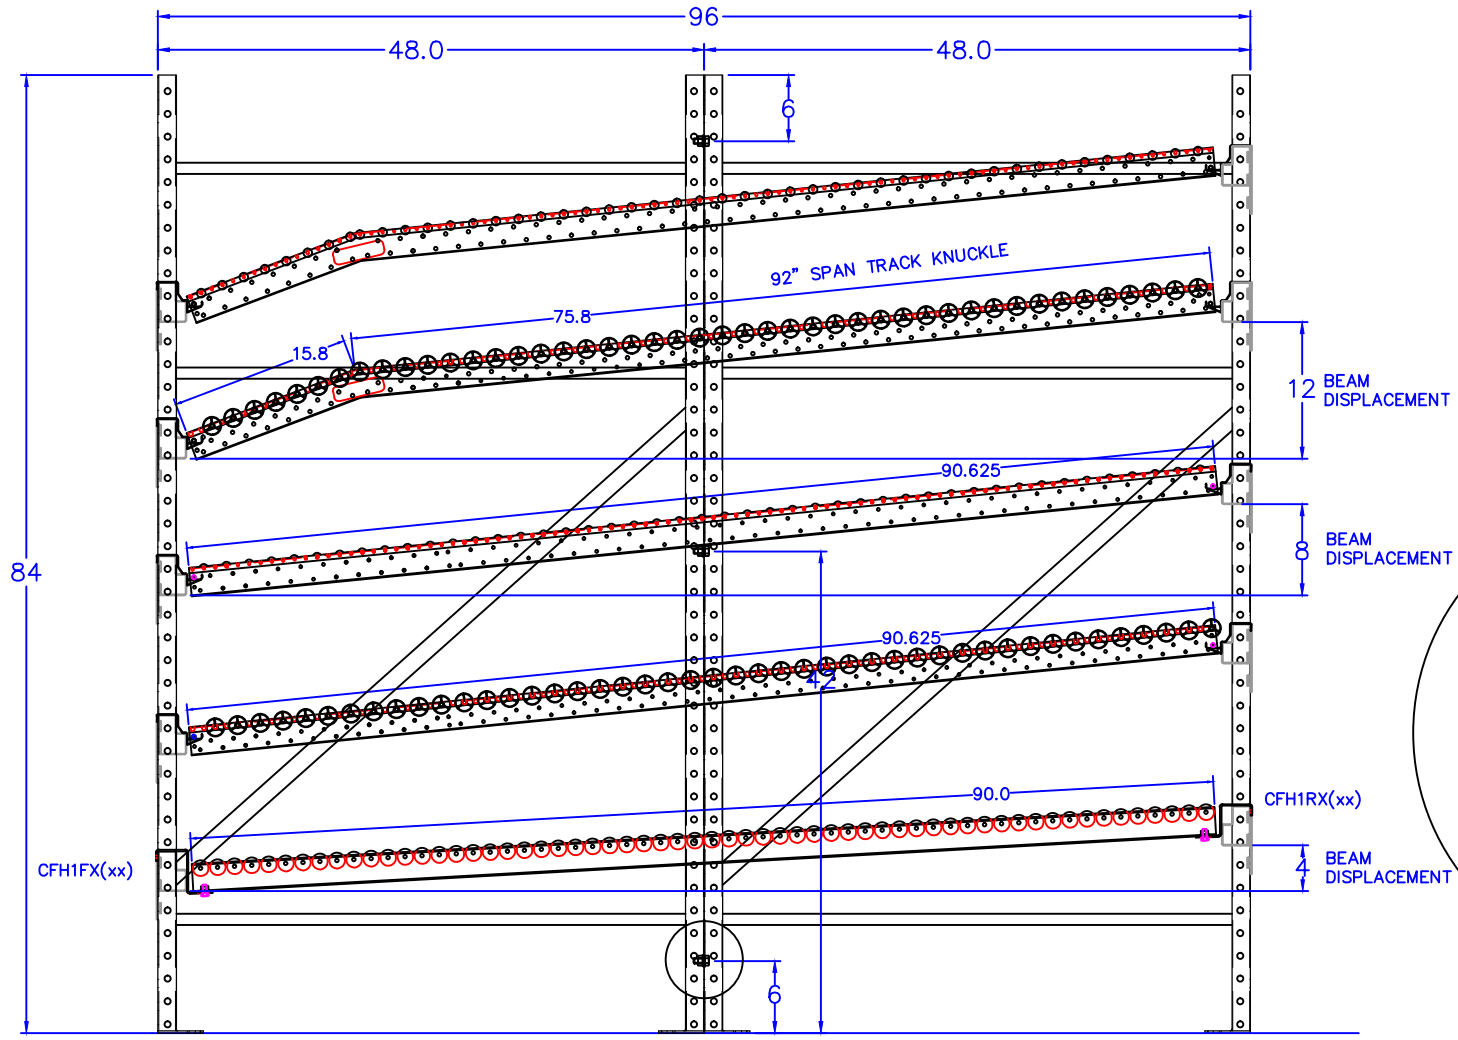 96
48.0
48.0
6
92" SPAN TRACK KNUCKLE
75.8
15.8
12 BEAM
DISPLACEMENT
90.625
84
8 BEAM
DISPLACEMENT
90.625
42
90.0
CFH1RX(xx)
CFH1FX(xx)
4 BEAM
DISPLACEMENT
6